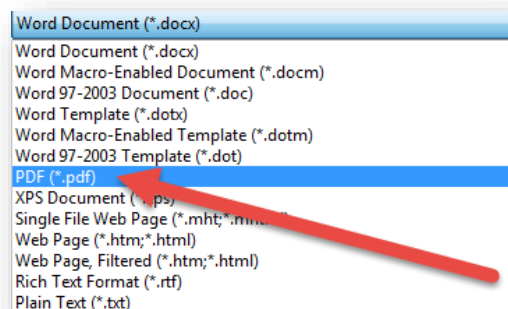 Word Document (*.docx)
Word Document (*.docx)
Word Macro-Enabled Document (*.docm)
Word 97-2003 Document (*.doc)
Word Template (*.dotx)
Word Macro-Enabled Template (*.dotm)
Word 97-2003 Template (*.dot)
PDF (*.pdf)
XPS Document
Single File Web Page (*.mht;
Web Page (*.htm;*.html)
Web Page, Filtered (*.htm;*.html)
Rich Text Format (*.rtf)
Plain Text (*.txt)